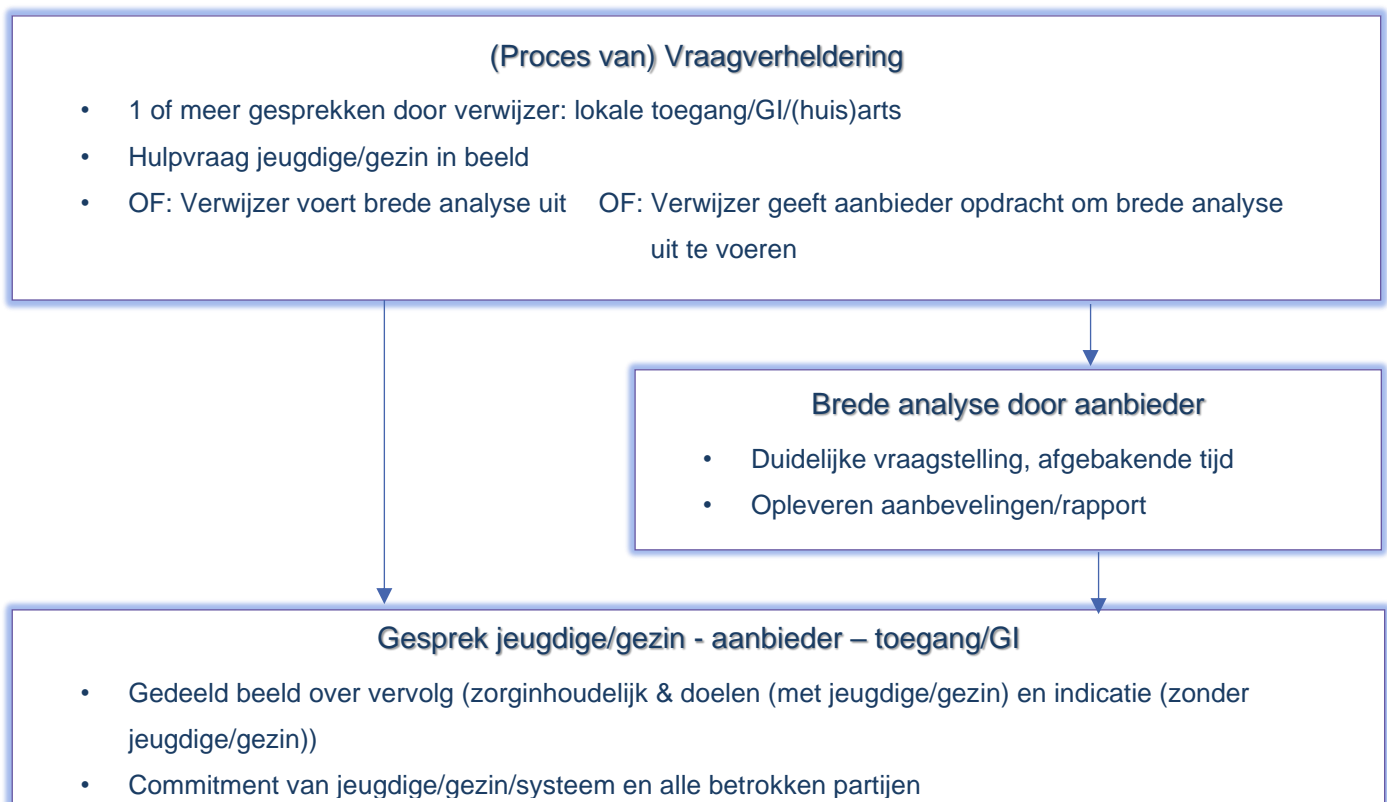 (Proces van) Vraagverheldering
• 1 of meer gesprekken door verwijzer: lokale toegang/GI/(huis)arts
• Hulpvraag jeugdige/gezin in beeld
• OF: Verwijzer voert brede analyse uit OF: Verwijzer geeft aanbieder opdracht om brede analyse
uit te voeren
Brede analyse door aanbieder
• Duidelijke vraagstelling, afgebakende tijd
• Opleveren aanbevelingen/rapport
Gesprek jeugdige/gezin - aanbieder – toegang/GI
• Gedeeld beeld over vervolg (zorginhoudelijk & doelen (met jeugdige/gezin) en indicatie (zonder
jeugdige/gezin))
• Commitment van jeugdige/gezin/systeem en alle betrokken partijen